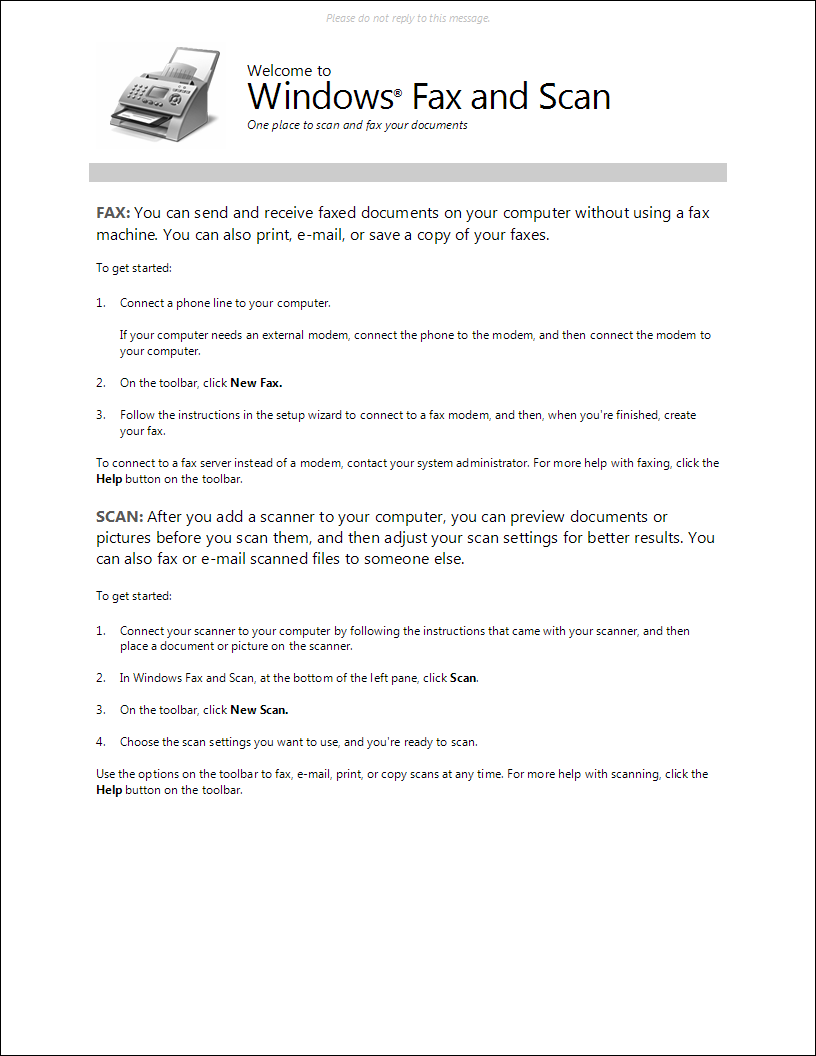 Please do not reply to this message.
Welcome to
Windows® Fax and Scan
One place to scan and fax your documents
FAX: You can send and receive faxed documents on your computer without using a fax
machine. You can also print, e-mail, or save a copy of your faxes.
To get started:
1. Connect a phone line to your computer.
If your computer needs an external modem, connect the phone to the modem, and then connect the modem to
your computer.
2. On the toolbar, click New Fax.
3. Follow the instructions in the setup wizard to connect to a fax modem, and then, when you're finished, create
your fax.
To connect to a fax server instead of a modem, contact your system administrator. For more help with faxing, click the
Help button on the toolbar.
SCAN: After you add a scanner to your computer, you can preview documents or
pictures before you scan them, and then adjust your scan settings for better results. You
can also fax or e-mail scanned files to someone else.
To get started:
1. Connect your scanner to your computer by following the instructions that came with your scanner, and then
place a document or picture on the scanner.
2. In Windows Fax and Scan, at the bottom of the left pane, click Scan.
3. On the toolbar, click New Scan.
4. Choose the scan settings you want to use, and you're ready to scan.
Use the options on the toolbar to fax, e-mail, print, or copy scans at any time. For more help with scanning, click the
Help button on the toolbar.